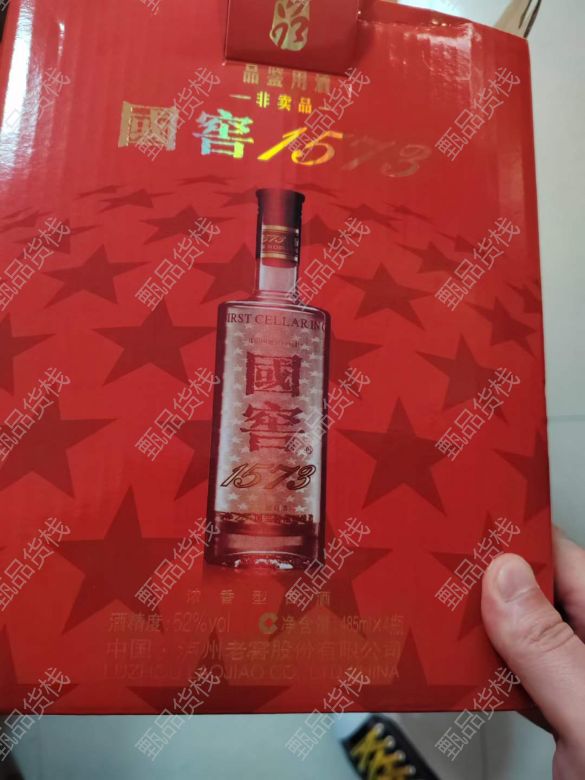 品鉴用酒
非卖品
國窖1573
1573
FIRST CELLAR IN C
國窖
1573
浓香型白酒
酒精度:52%vol 净含量:485ml×4瓶
中国·泸州老窖股份有限公司
LUZHOU LAOJIAO CO.,LTD.CHINA
甄品货栈